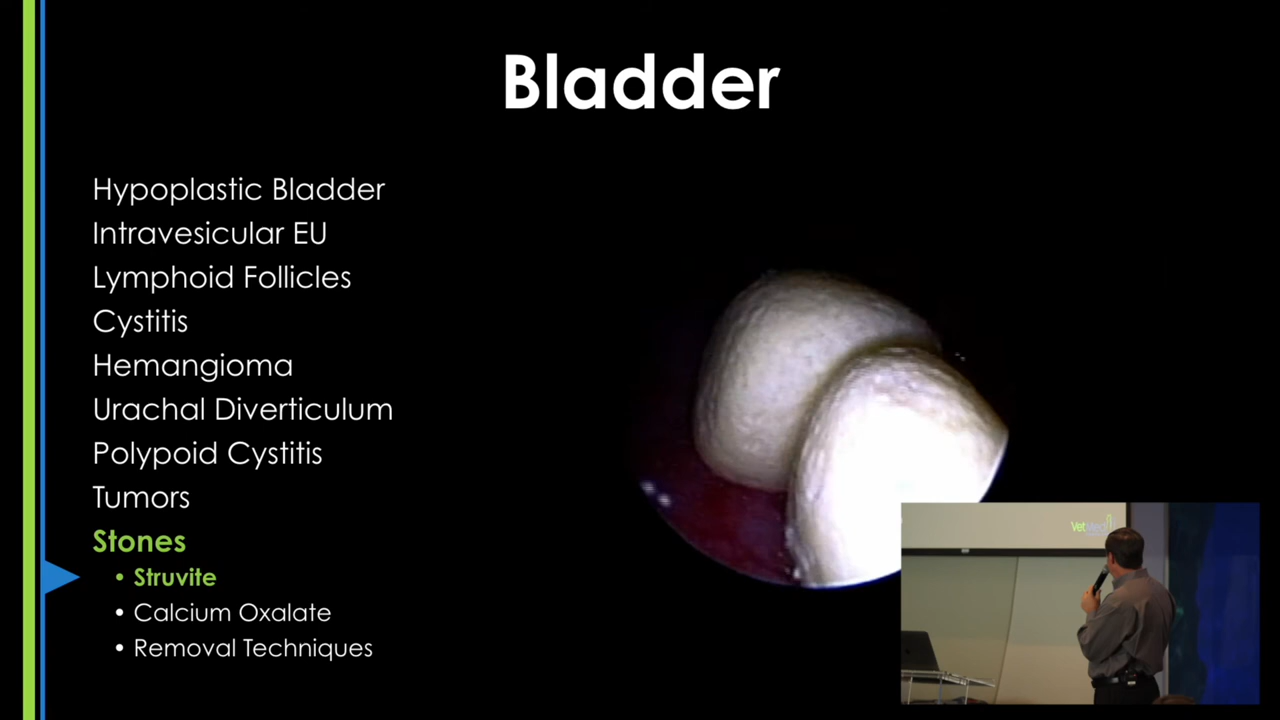 Bladder
Hypoplastic Bladder
Intravesicular EU
Lymphoid Follicles
Cystitis
Hemangioma
Urachal Diverticulum
Polypoid Cystitis
Tumors
Stones
• Struvite
• Calcium Oxalate
• Removal Techniques
VetMed